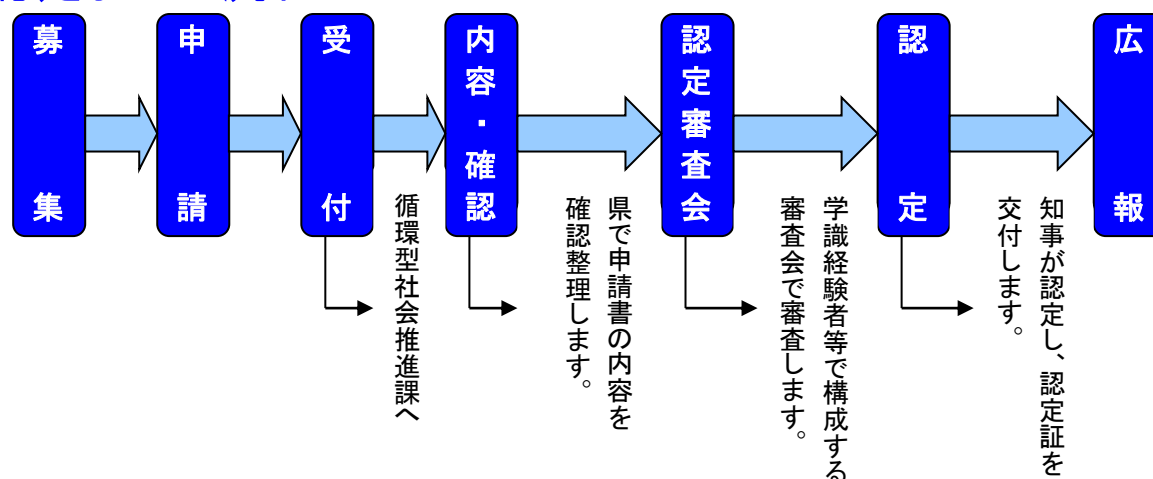 募集
申請
受付
内容・確認
認定審査会
認定
広報
循環型社会推進課へ
県で申請書の内容を
確認整理します。
学識経験者等で構成する
審査会で審査します。
知事が認定し、認定証を
交付します。